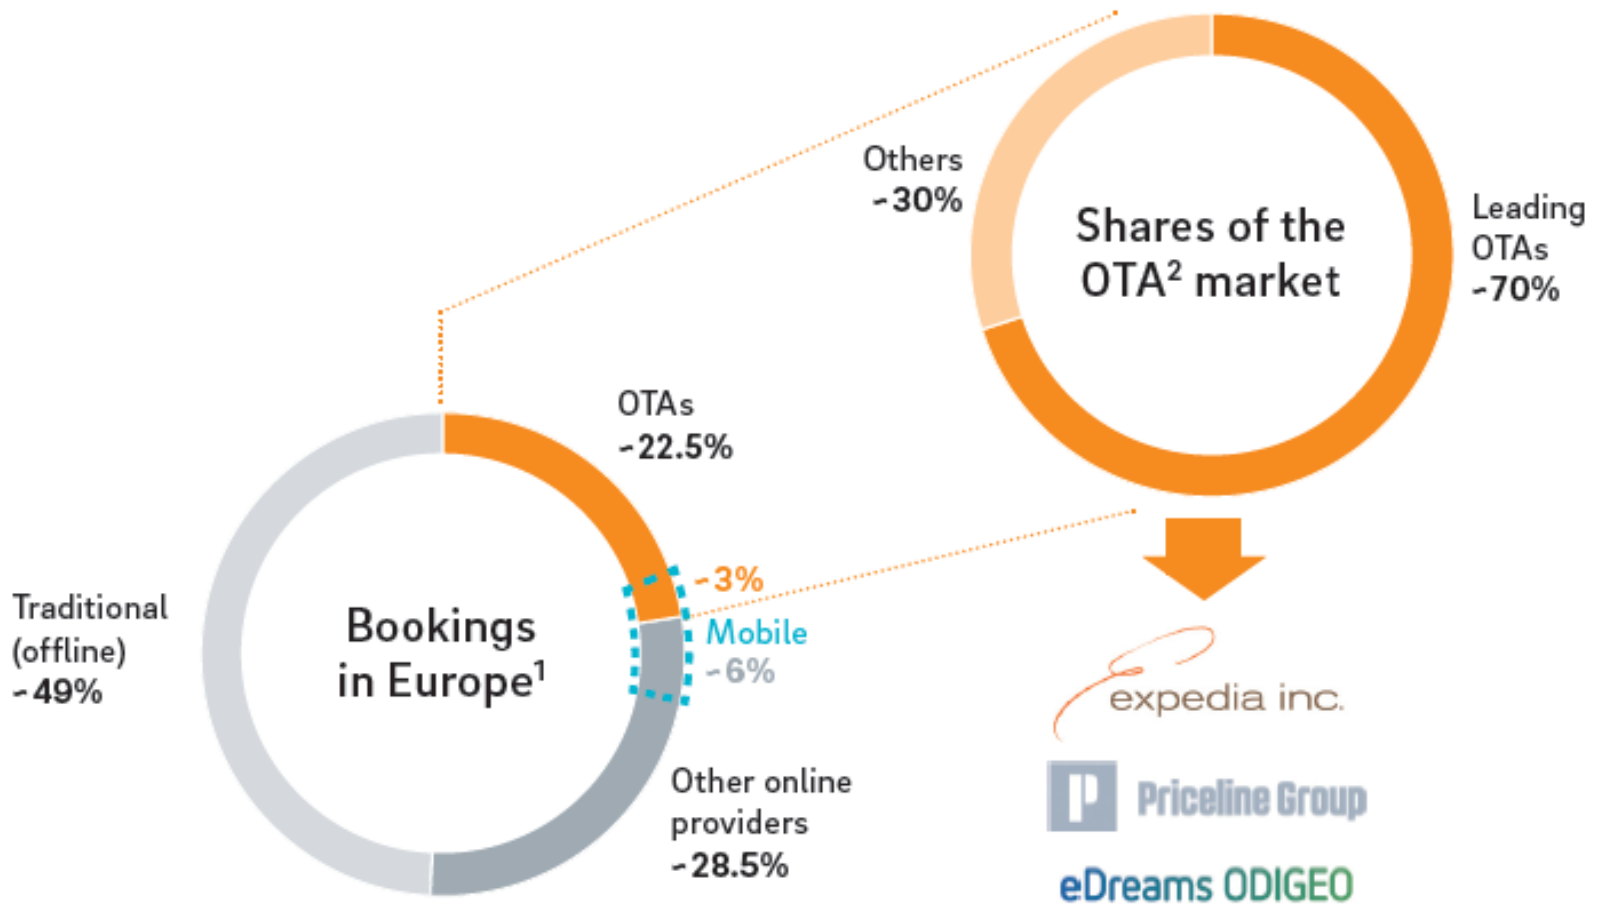 Others
~30%
Shares of the
OTA² market
Leading
OTAs
~70%
OTAs
~22.5%
~3%
Mobile
~6%
Traditional
(offline)
~49%
Bookings
in Europe¹
Other online
providers
~28.5%
expedia inc.
P Priceline Group
eDreams ODIGEO